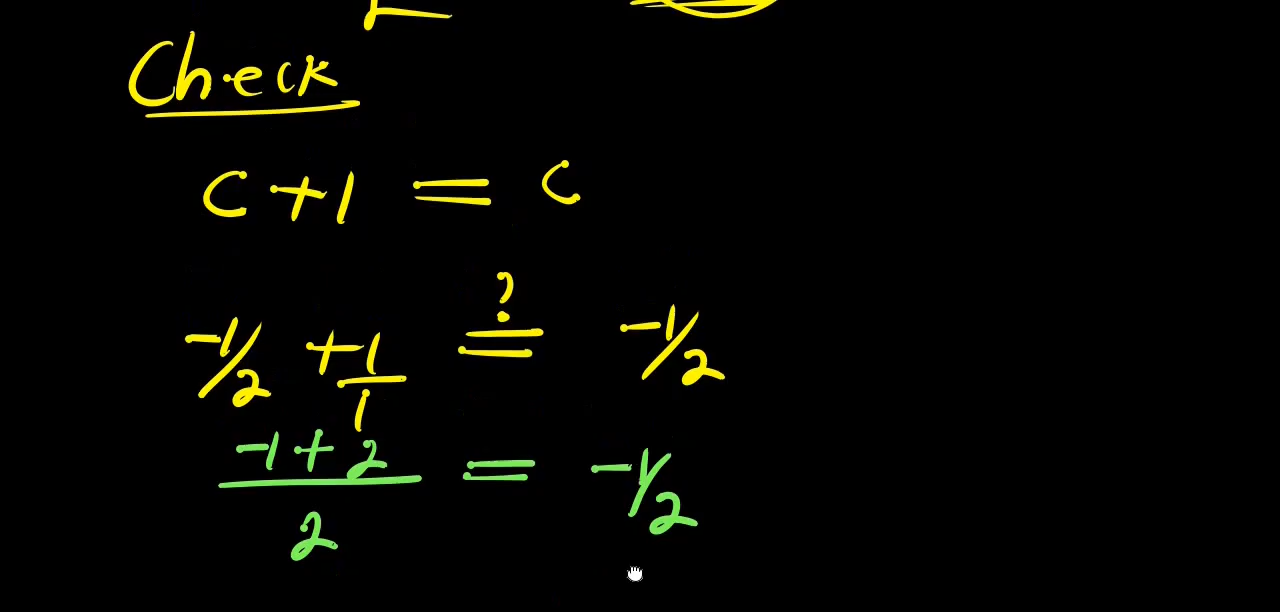 Check
C + 1 = C
-1/2 + 1/1 =? -1/2
(-1 + 2)/2 = -1/2